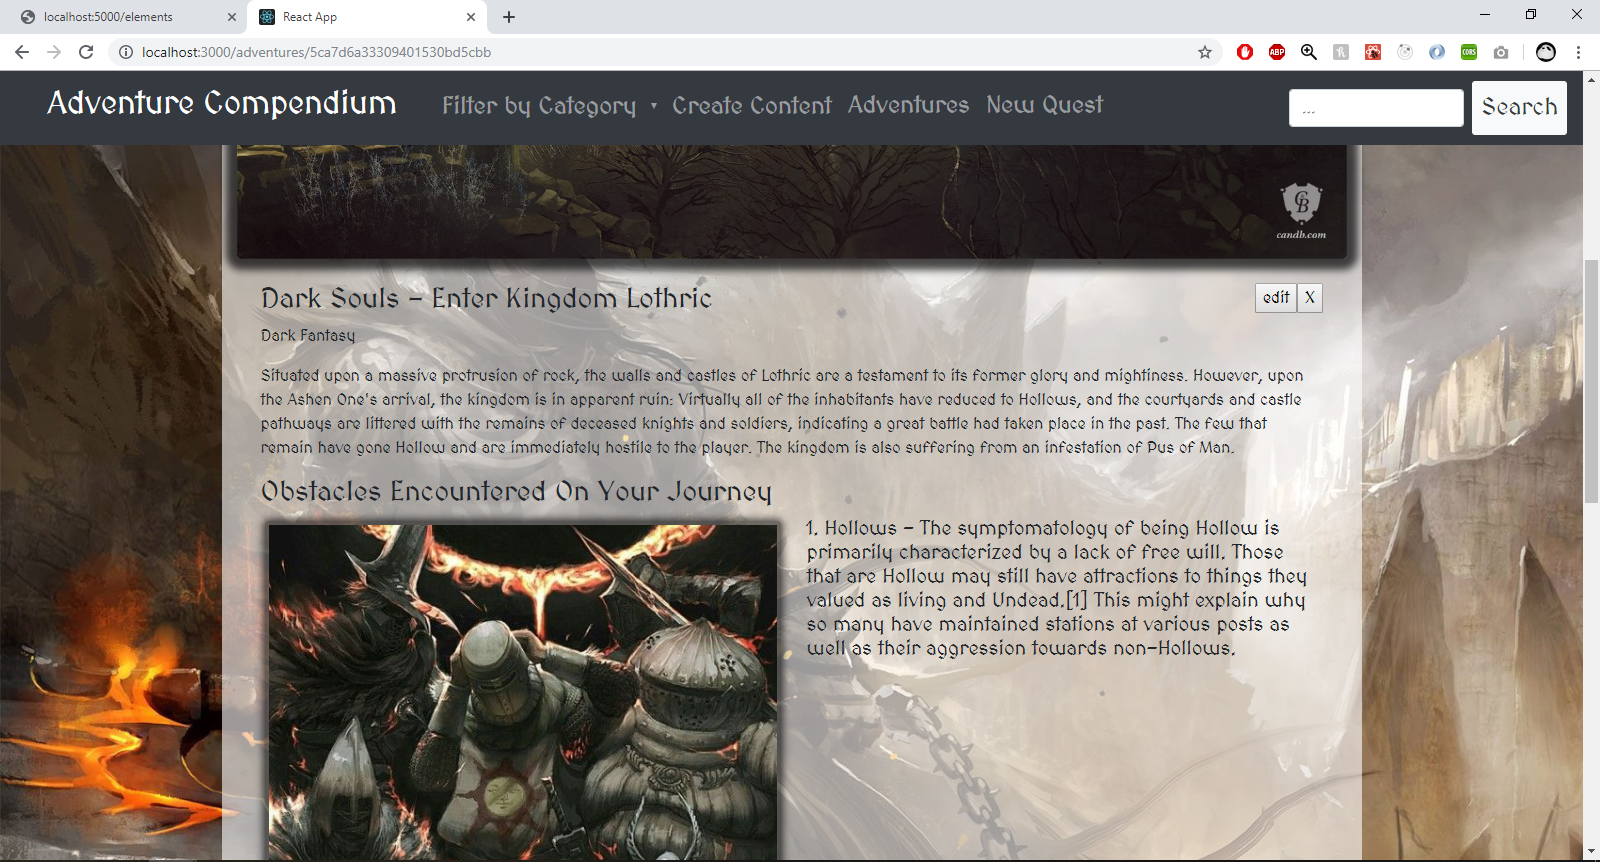 localhost:5000/elements
React App
localhost:3000/adventures/5ca7d6a33309401530bd5cbb
ABP
CORS
Adventure Compendium
Filter by Category
Create Content
Adventures
New Quest
...
Search
CB
candb.com
Dark Souls - Enter Kingdom Lothric
edit
X
Dark Fantasy
Situated upon a massive protrusion of rock, the walls and castles of Lothric are a testament to its former glory and mightiness. However, upon
the Ashen One's arrival, the kingdom is in apparent ruin: Virtually all of the inhabitants have reduced to Hollows, and the courtyards and castle
pathways are littered with the remains of deceased knights and soldiers, indicating a great battle had taken place in the past. The few that
remain have gone Hollow and are immediately hostile to the player. The kingdom is also suffering from an infestation of Pus of Man.
Obstacles Encountered On Your Journey
1. Hollows - The symptomatology of being Hollow is
primarily characterized by a lack of free will. Those
that are Hollow may still have attractions to things they
valued as living and Undead.[1] This might explain why
so many have maintained stations at various posts as
well as their aggression towards non-Hollows.